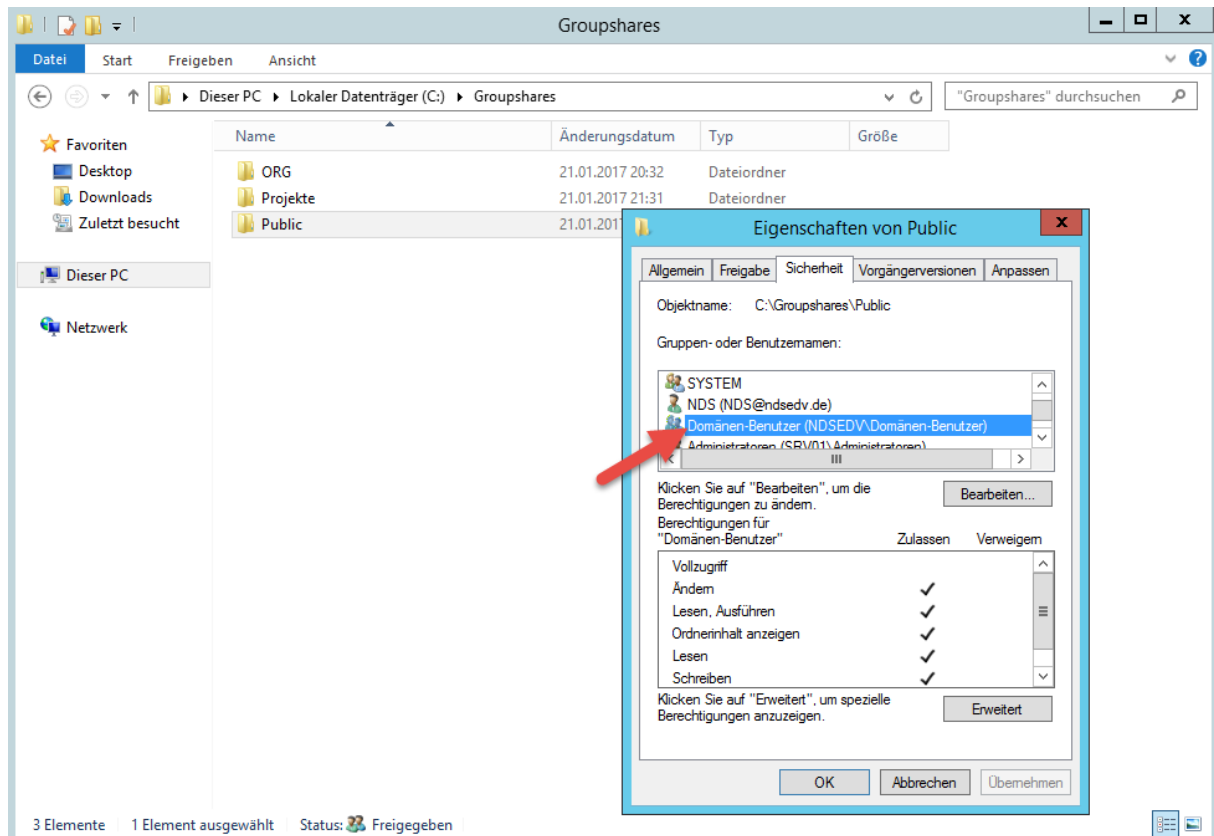 Groupshares
Datei Start Freigeben Ansicht
Dieser PC Lokaler Datenträger (C:) Groupshares "Groupshares" durchsuchen
Favoriten
Desktop
Downloads
Zuletzt besucht
Dieser PC
Netzwerk
Name Änderungsdatum Typ Größe
ORG 21.01.2017 20:32 Dateiordner
Projekte 21.01.2017 21:31 Dateiordner
Public 21.01.201
Eigenschaften von Public
Allgemein Freigabe Sicherheit Vorgängerversionen Anpassen
Objektname: C:\Groupshares\Public
Gruppen- oder Benutzernamen:
SYSTEM
NDS (NDS@ndsedv.de)
Domänen-Benutzer (NDSEDV\Domänen-Benutzer)
Administratoren (SRV01\Administratoren)
Klicken Sie auf "Bearbeiten", um die
Berechtigungen zu ändern.
Bearbeiten...
Berechtigungen für
"Domänen-Benutzer" Zulassen Verweigern
Vollzugriff
Ändern
Lesen, Ausführen
Ordnerinhalt anzeigen
Lesen
Schreiben
Klicken Sie auf "Erweitert", um spezielle
Berechtigungen anzuzeigen.
Erweitert
OK Abbrechen Übernehmen
3 Elemente 1 Element ausgewählt Status: Freigegeben